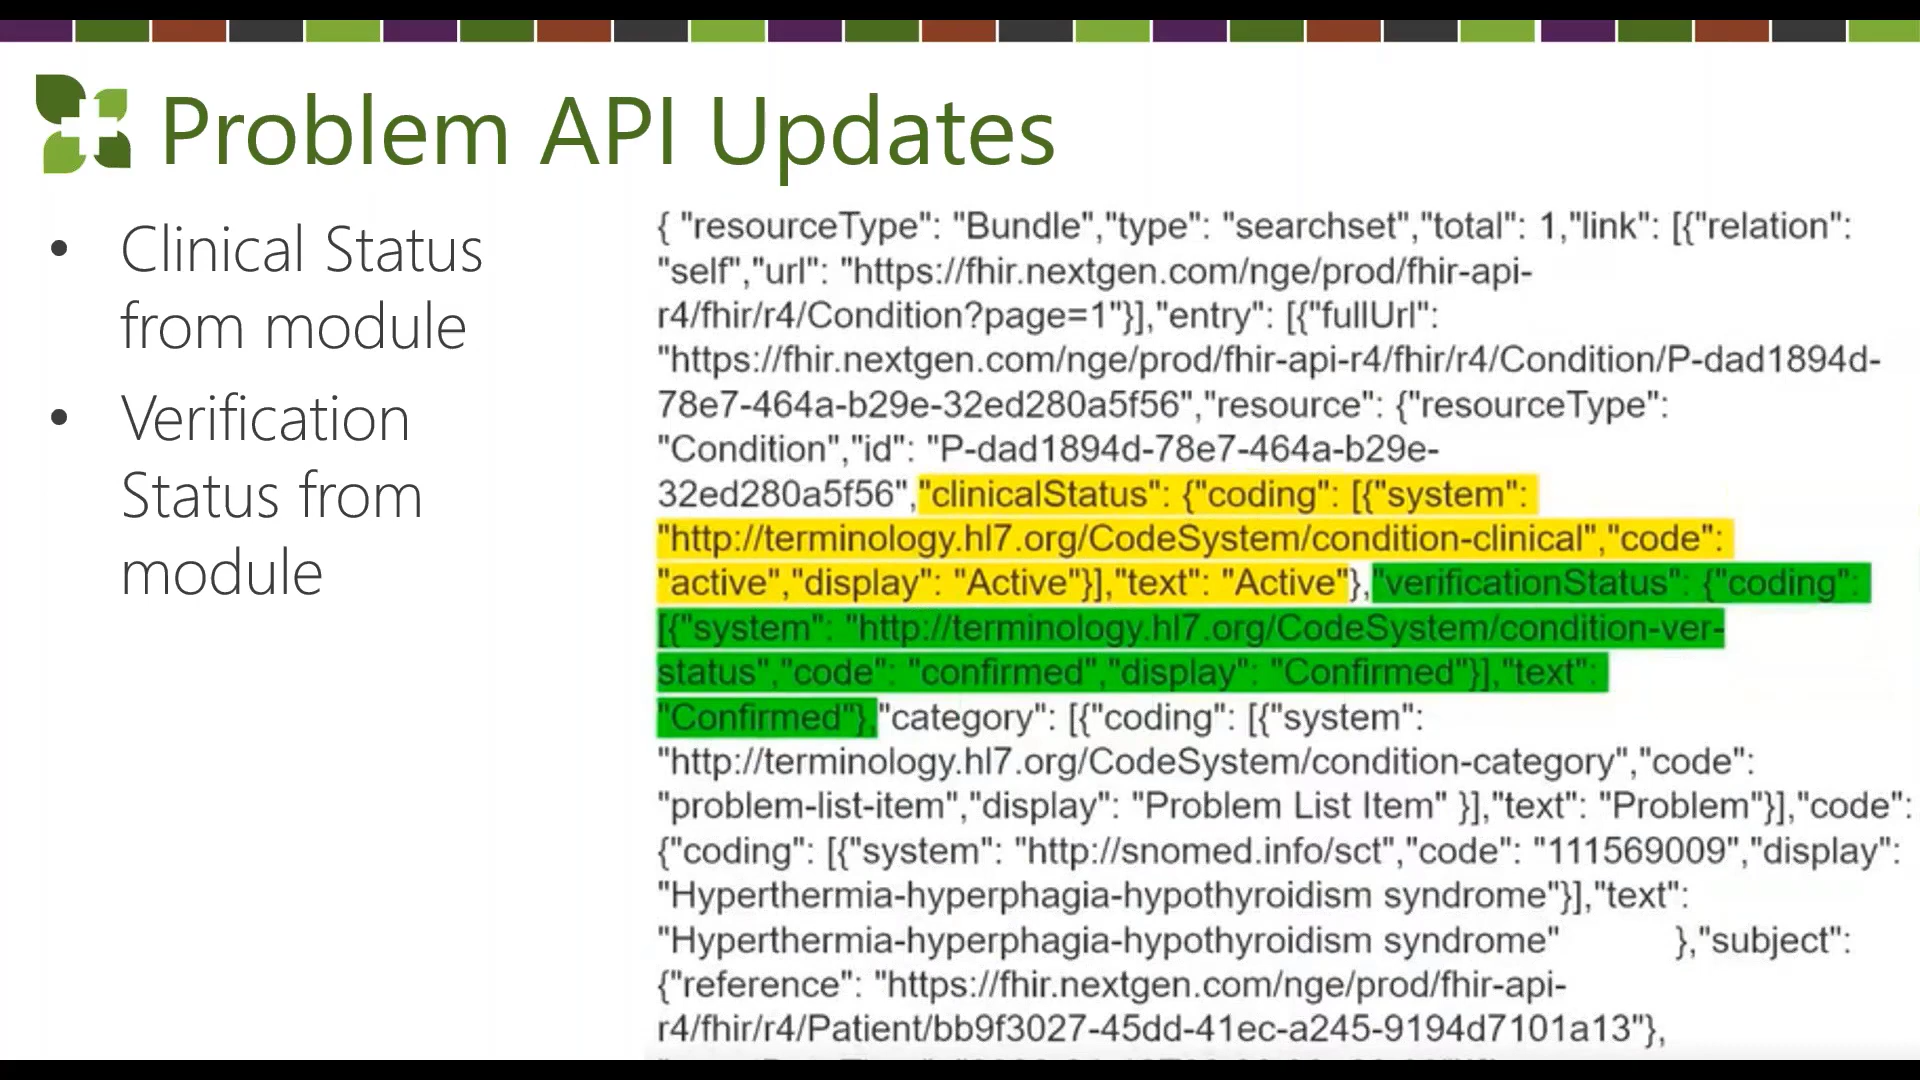 Problem API Updates
• Clinical Status
from module
• Verification
Status from
module
{ "resourceType": "Bundle","type": "searchset","total": 1,"link": [{"relation":
"self","url": "https://fhir.nextgen.com/nge/prod/fhir-api-
r4/fhir/r4/Condition?page=1"}],"entry": [{"fullUrl":
"https://fhir.nextgen.com/nge/prod/fhir-api-r4/fhir/r4/Condition/P-dad1894d-
78e7-464a-b29e-32ed280a5f56","resource": {"resourceType":
"Condition","id": "P-dad1894d-78e7-464a-b29e-
32ed280a5f56","clinicalStatus": {"coding": [{"system":
"http://terminology.hl7.org/CodeSystem/condition-clinical","code":
"active","display": "Active"}],"text": "Active"},"verificationStatus": {"coding":
[{"system": "http://terminology.hl7.org/CodeSystem/condition-ver-
status","code": "confirmed","display": "Confirmed"}],"text":
"Confirmed"},"category": [{"coding": [{"system":
"http://terminology.hl7.org/CodeSystem/condition-category","code":
"problem-list-item","display": "Problem List Item" }],"text": "Problem"}],"code":
{"coding": [{"system": "http://snomed.info/sct","code": "111569009","display":
"Hyperthermia-hyperphagia-hypothyroidism syndrome"}],"text":
"Hyperthermia-hyperphagia-hypothyroidism syndrome" },"subject":
{"reference": "https://fhir.nextgen.com/nge/prod/fhir-api-
r4/fhir/r4/Patient/bb9f3027-45dd-41ec-a245-9194d7101a13"},